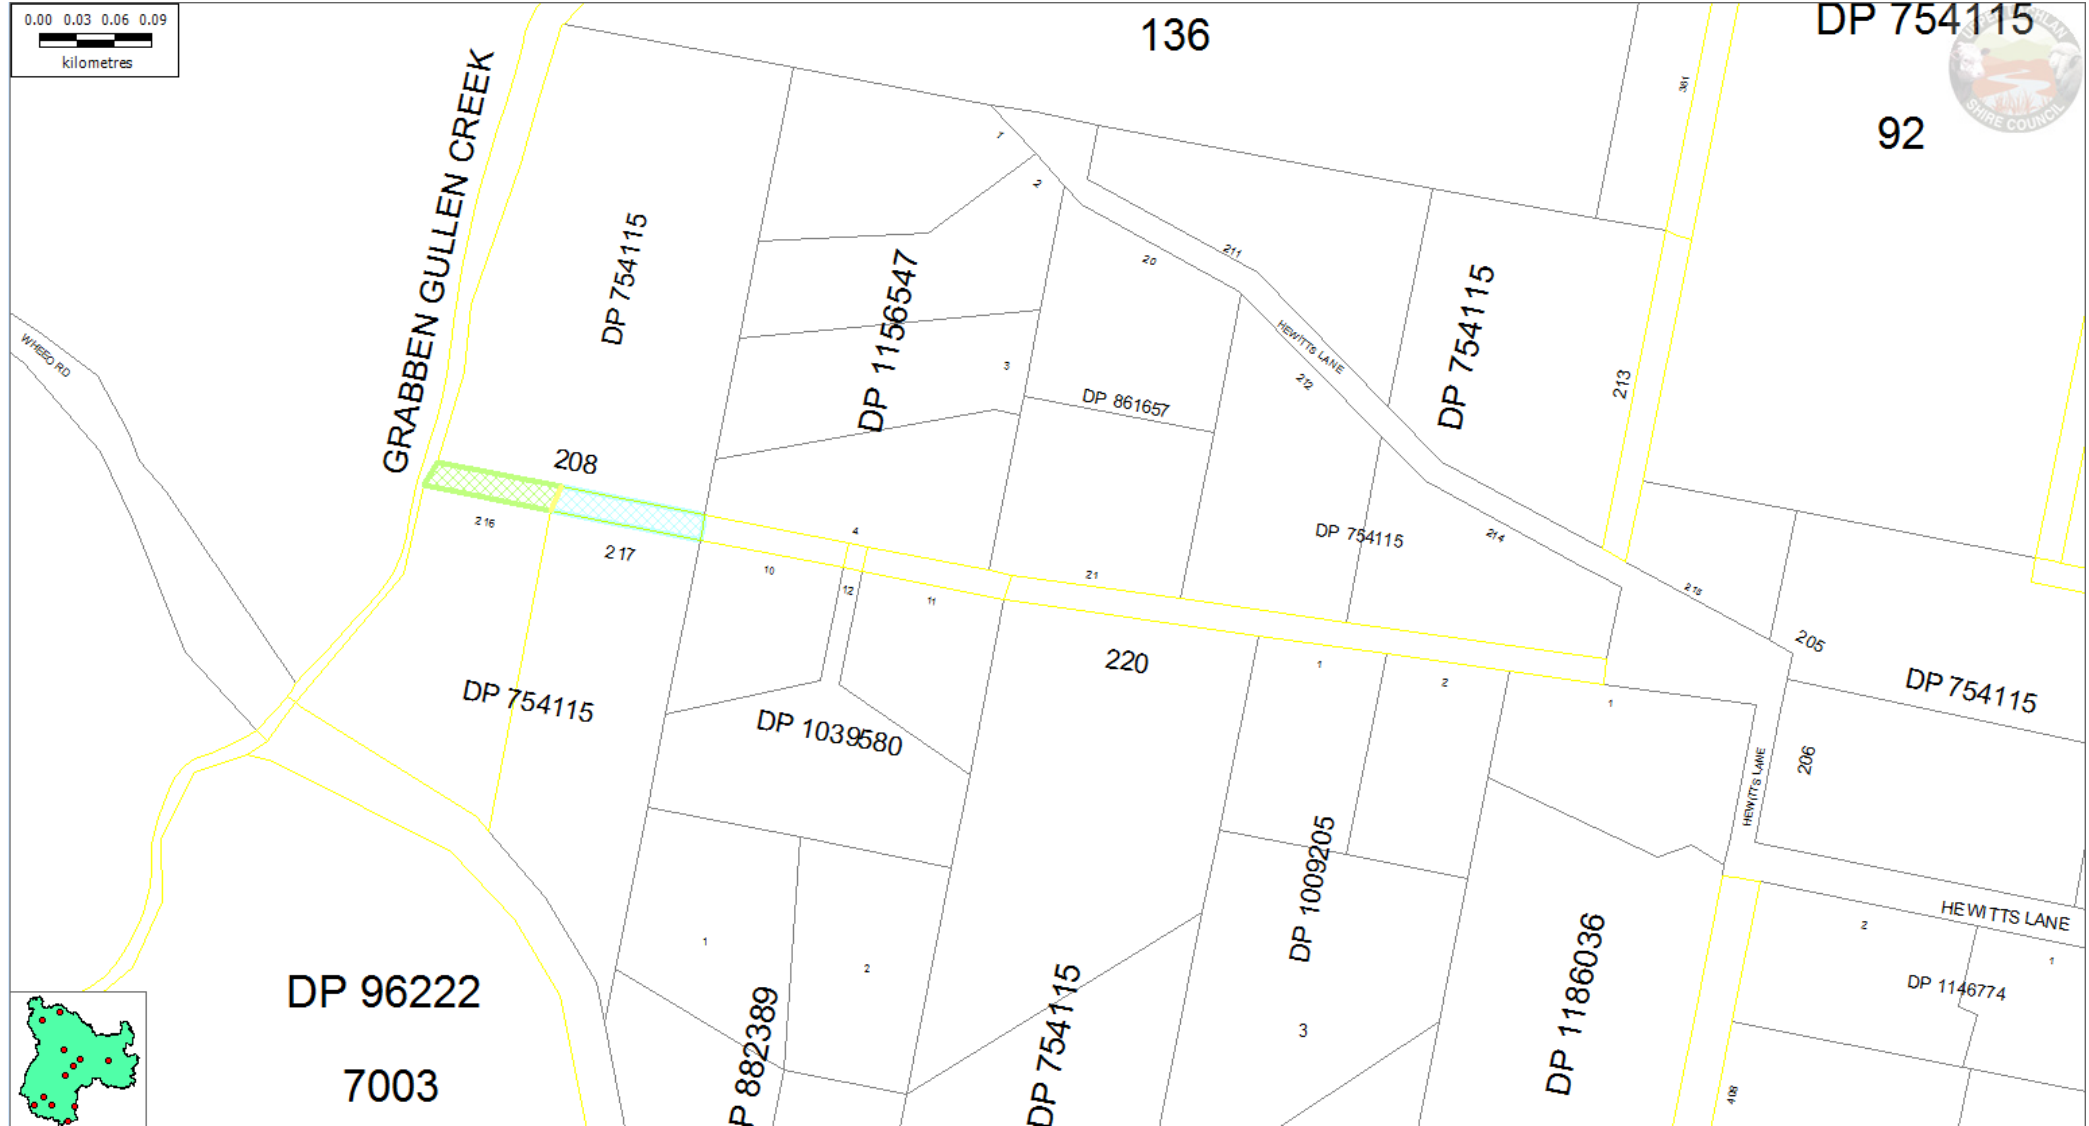 0.00 0.03 0.06 0.09
kilometres
136
DP 754115
UPPER LACHLAN
SHIRE COUNCIL
92
381
GRABBEN GULLEN CREEK
1
2
DP 754115
DP 1156547
20
211
HEWITTS LANE
212
DP 754115
213
WHEEO RD
3
DP 861657
208
216
217
4
10
12
11
21
DP 754115
214
215
205
DP 754115
220
1
2
1
HEWITTS LANE
206
DP 754115
DP 1039580
DP 1009205
HEWITTS LANE
2
1
DP 1146774
1
2
3
DP 96222
7003
P 882389
DP 754115
DP 1186036
408